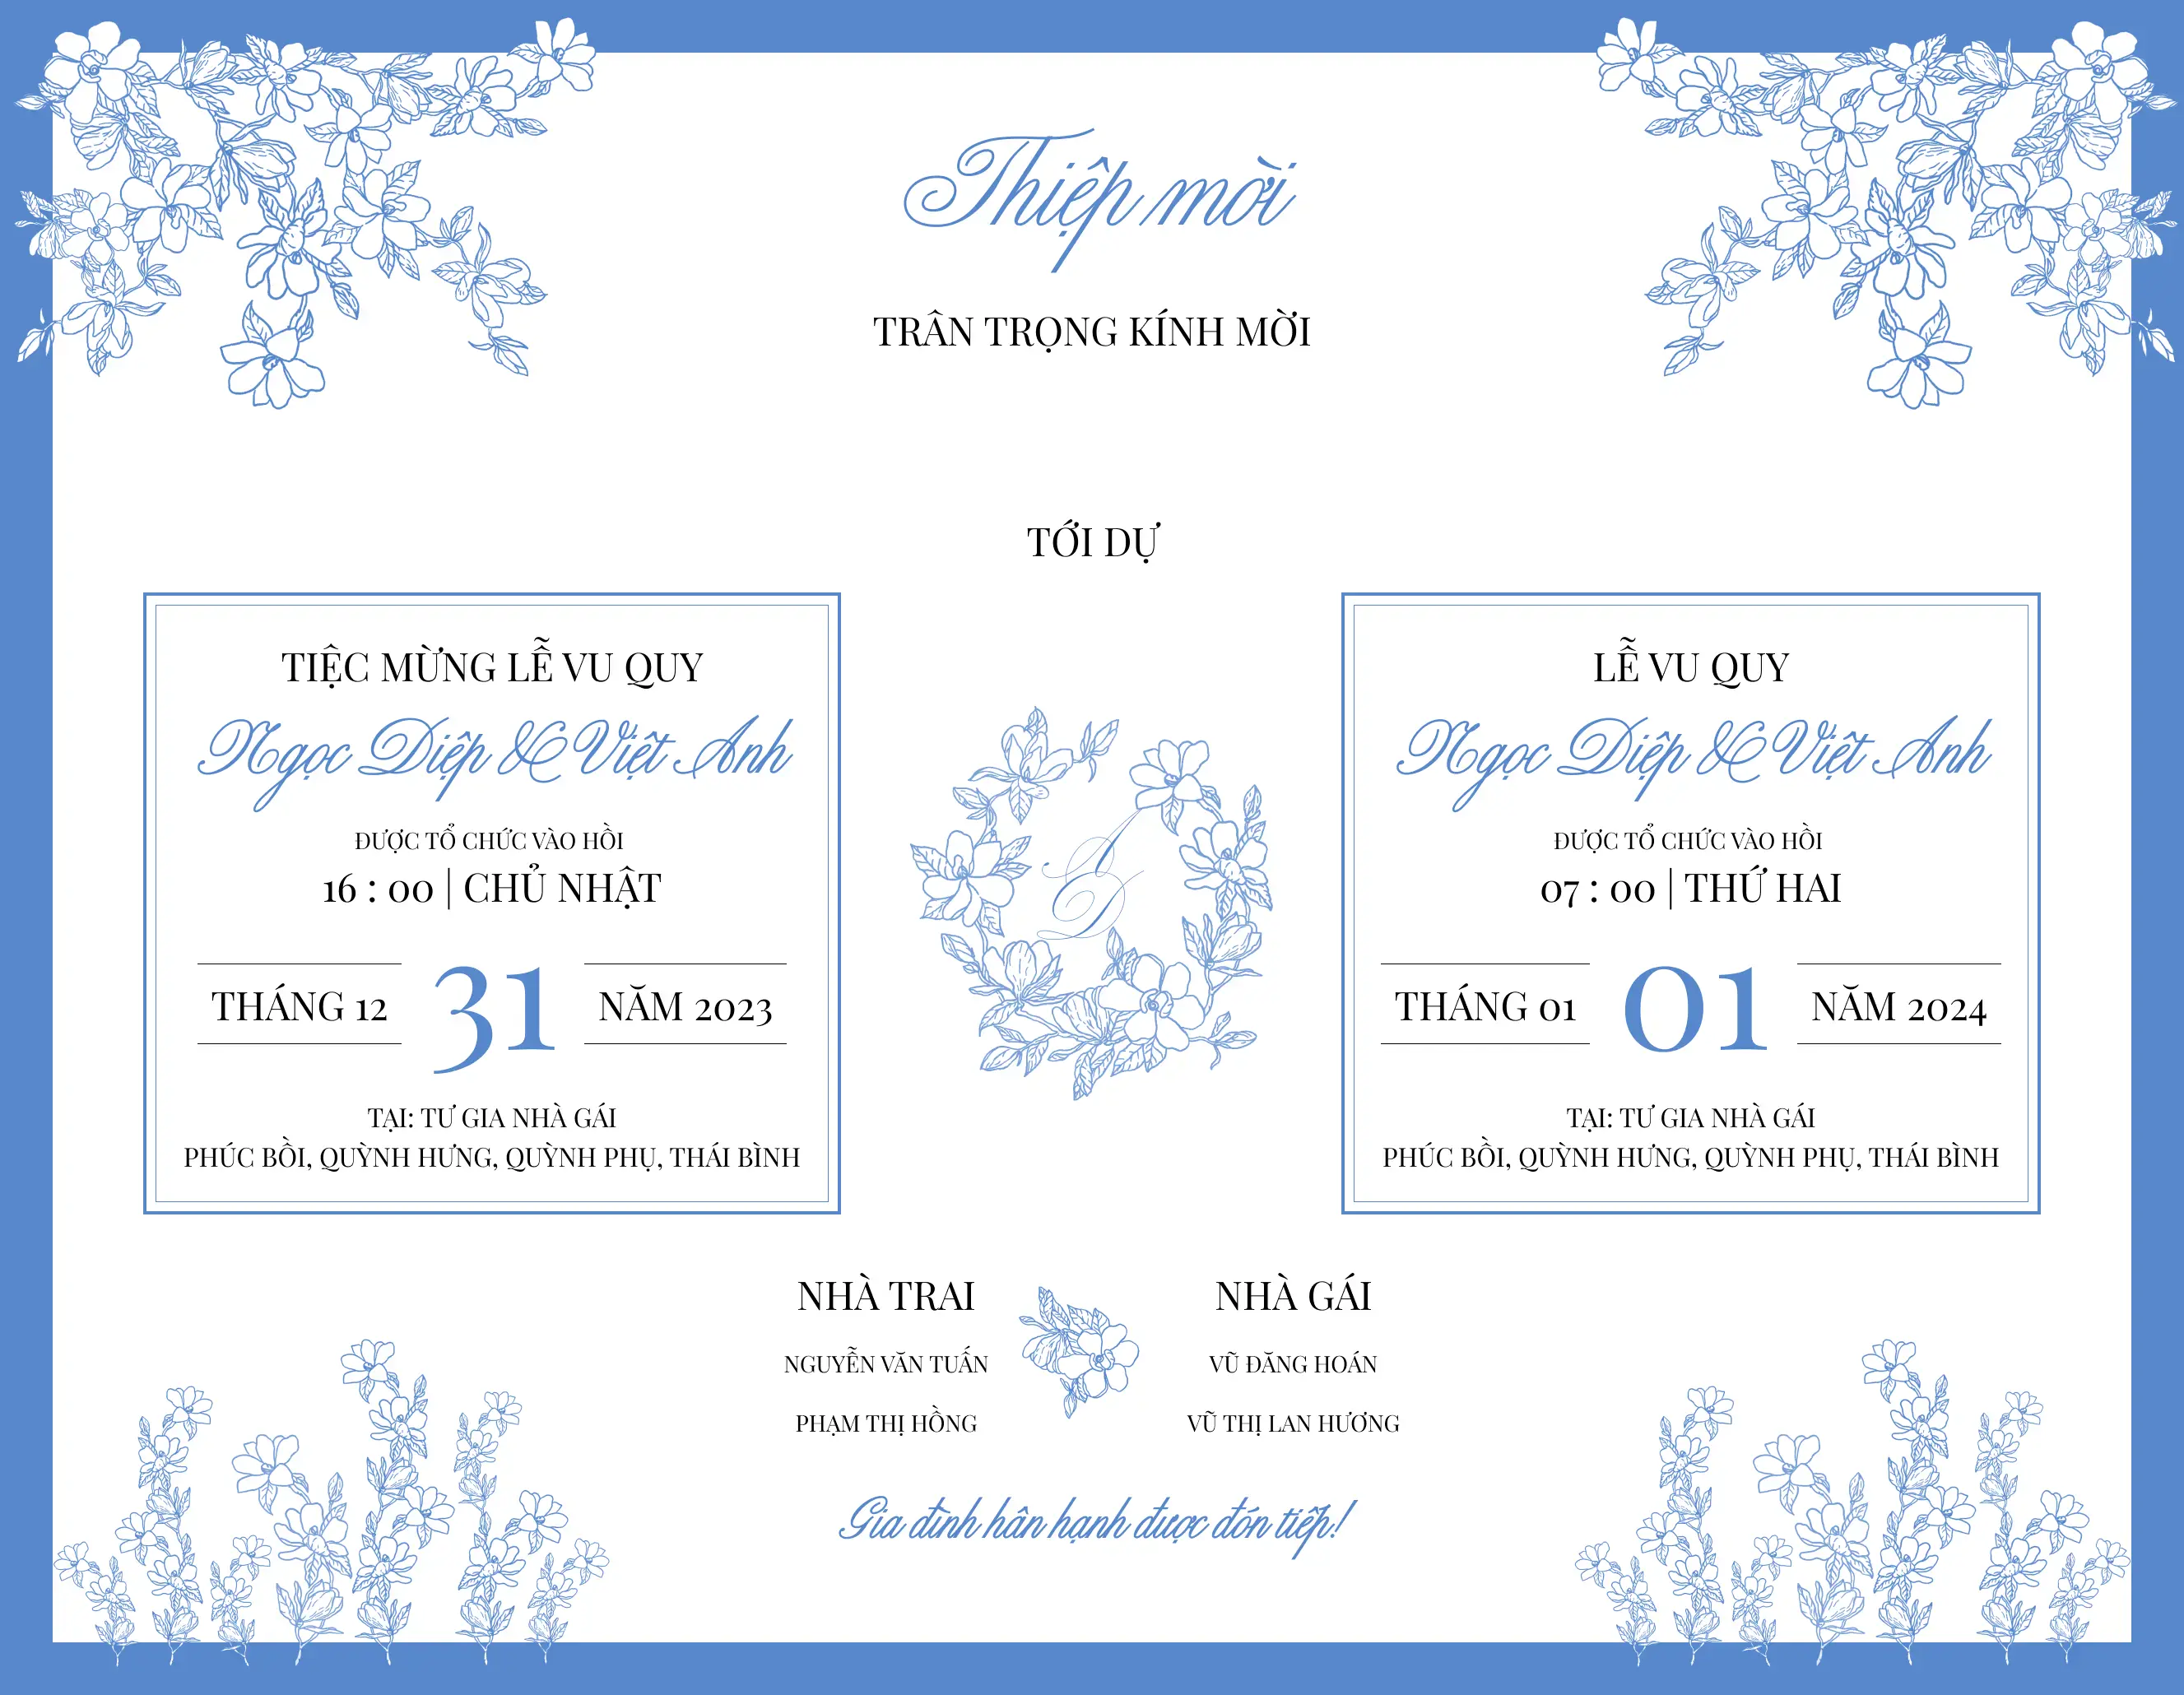 Thiệp mời
TRÂN TRỌNG KÍNH MỜI
TỚI DỰ
TIỆC MỪNG LỄ VU QUY
Ngọc Diệp & Việt Anh
ĐƯỢC TỔ CHỨC VÀO HỒI
16 : 00 | CHỦ NHẬT
THÁNG 12 31 NĂM 2023
TẠI: TƯ GIA NHÀ GÁI
PHÚC BỒI, QUỲNH HƯNG, QUỲNH PHỤ, THÁI BÌNH
A
D
LỄ VU QUY
Ngọc Diệp & Việt Anh
ĐƯỢC TỔ CHỨC VÀO HỒI
07 : 00 | THỨ HAI
THÁNG 01 01 NĂM 2024
TẠI: TƯ GIA NHÀ GÁI
PHÚC BỒI, QUỲNH HƯNG, QUỲNH PHỤ, THÁI BÌNH
NHÀ TRAI
NGUYỄN VĂN TUẤN
PHẠM THỊ HỒNG
NHÀ GÁI
VŨ ĐĂNG HOÁN
VŨ THỊ LAN HƯƠNG
Gia đình hân hạnh được đón tiếp!